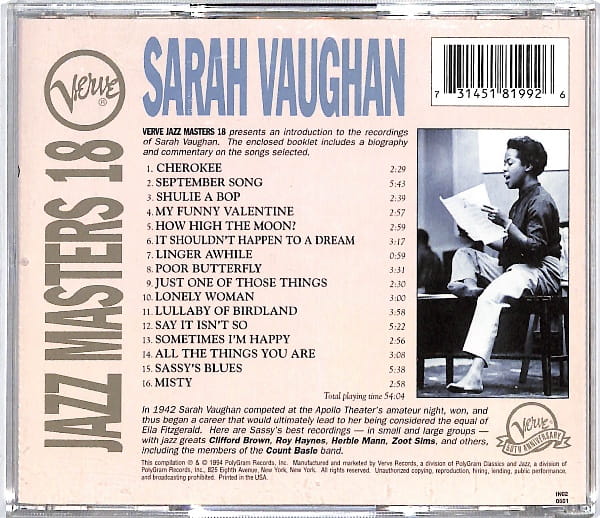 Verve®
JAZZ MASTERS 18
SARAH VAUGHAN
7 31451 81992 6
VERVE JAZZ MASTERS 18 presents an introduction to the recordings
of Sarah Vaughan. The enclosed booklet includes a biography
and commentary on the songs selected.
1. CHEROKEE 2:29
2. SEPTEMBER SONG 5:43
3. SHULIE A BOP 2:39
4. MY FUNNY VALENTINE 2:57
5. HOW HIGH THE MOON? 2:59
6. IT SHOULDN'T HAPPEN TO A DREAM 3:17
7. LINGER AWHILE 0:59
8. POOR BUTTERFLY 3:31
9. JUST ONE OF THOSE THINGS 2:30
10. LONELY WOMAN 3:00
11. LULLABY OF BIRDLAND 3:58
12. SAY IT ISN'T SO 5:22
13. SOMETIMES I'M HAPPY 2:56
14. ALL THE THINGS YOU ARE 3:08
15. SASSY'S BLUES 5:38
16. MISTY 2:58
Total playing time 54:04
In 1942 Sarah Vaughan competed at the Apollo Theater's amateur night, won, and
thus began a career that would ultimately lead to her being considered the equal of
Ella Fitzgerald. Here are Sassy's best recordings — in small and large groups —
with jazz greats Clifford Brown, Roy Haynes, Herbie Mann, Zoot Sims, and others,
including the members of the Count Basie band.
Verve
50TH ANNIVERSARY
This compilation ℗ & © 1994 PolyGram Records, Inc. Manufactured and marketed by Verve Records, a division of PolyGram Classics and Jazz, a division of
PolyGram Records, Inc., 825 Eighth Avenue, New York, New York. All rights reserved. Unauthorized copying, reproduction, hiring, lending, public performance,
and broadcasting prohibited. Printed in the USA.
IN02
0601